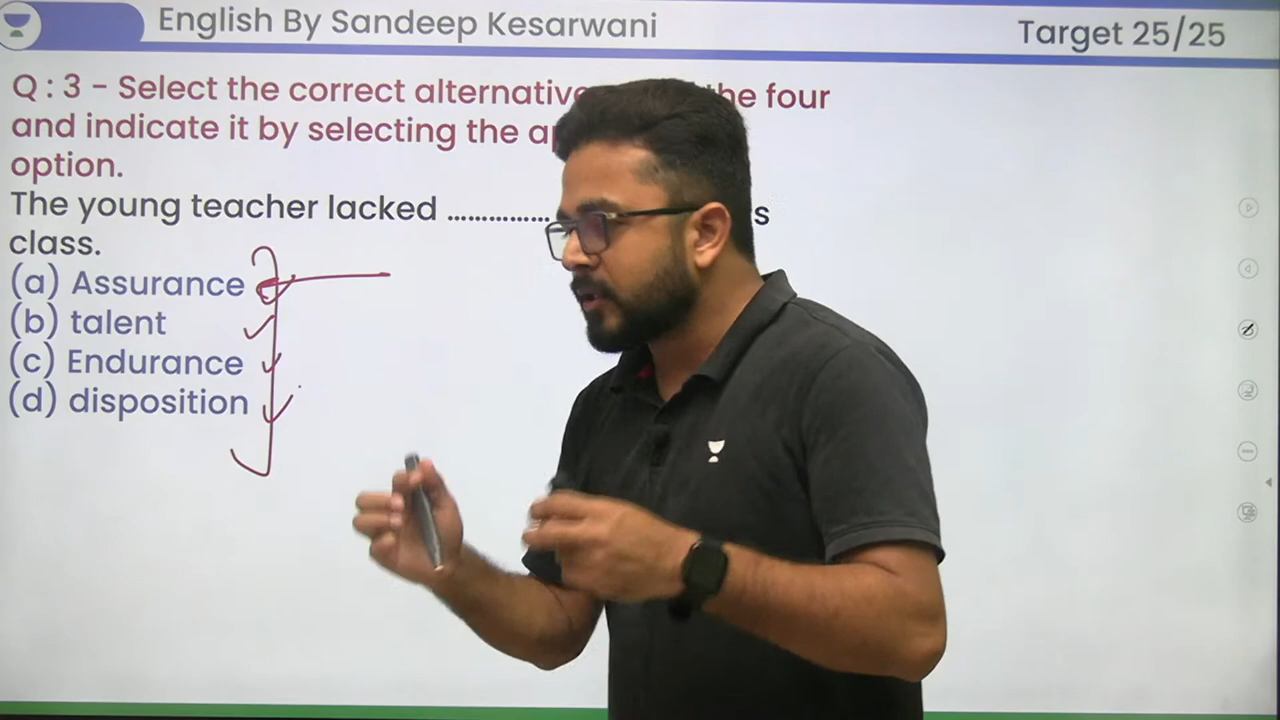 English By Sandeep Kesarwani
Target 25/25
Q : 3 - Select the correct alternative the four
and indicate it by selecting the
option.
The young teacher lacked ...............
class.
(a) Assurance
(b) talent
(c) Endurance
(d) disposition